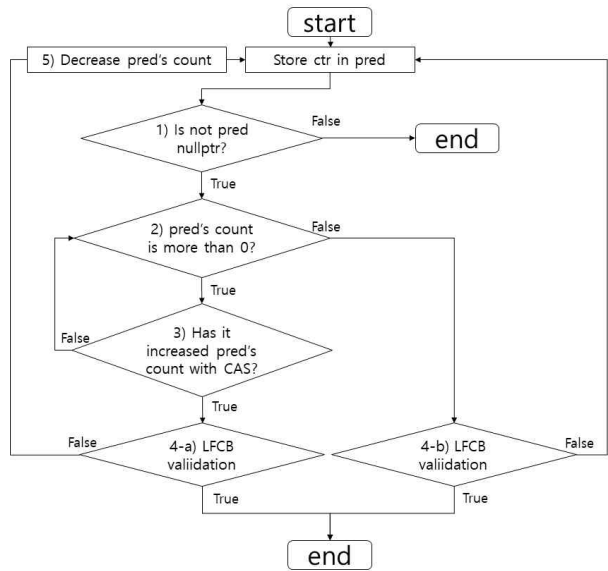 start
5) Decrease pred's count
Store ctr in pred
1) Is not pred
nullptr?
False
end
True
2) pred's count
is more than 0?
False
True
3) Has it
increased pred's
count with CAS?
False
True
False
4-a) LFCB
valiidation
4-b) LFCB
valiidation
False
True
True
end